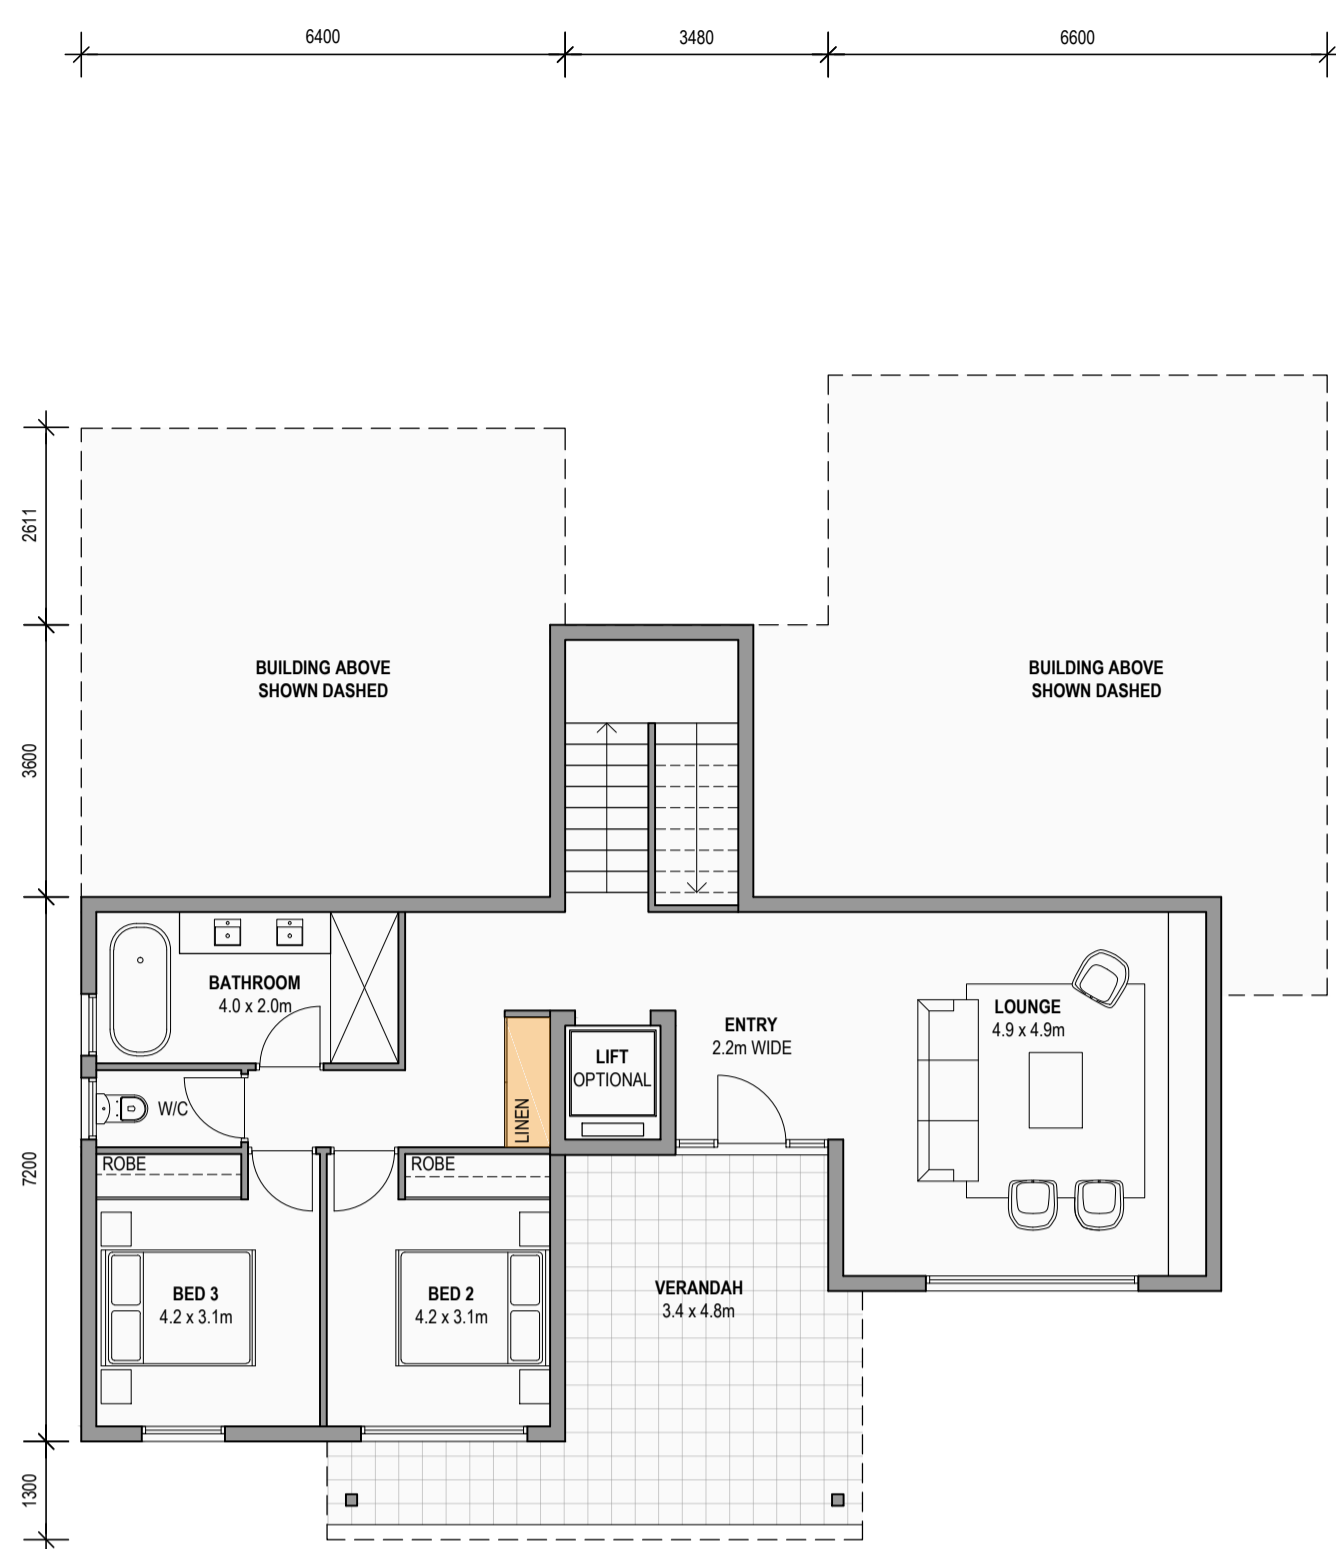 6400
3480
6600
2611
BUILDING ABOVE
SHOWN DASHED
BUILDING ABOVE
SHOWN DASHED
3600
BATHROOM
4.0 x 2.0m
LOUNGE
4.9 x 4.9m
ENTRY
2.2m WIDE
LIFT
OPTIONAL
W/C
LINEN
7200
ROBE
ROBE
BED 3
4.2 x 3.1m
BED 2
4.2 x 3.1m
VERANDAH
3.4 x 4.8m
1300